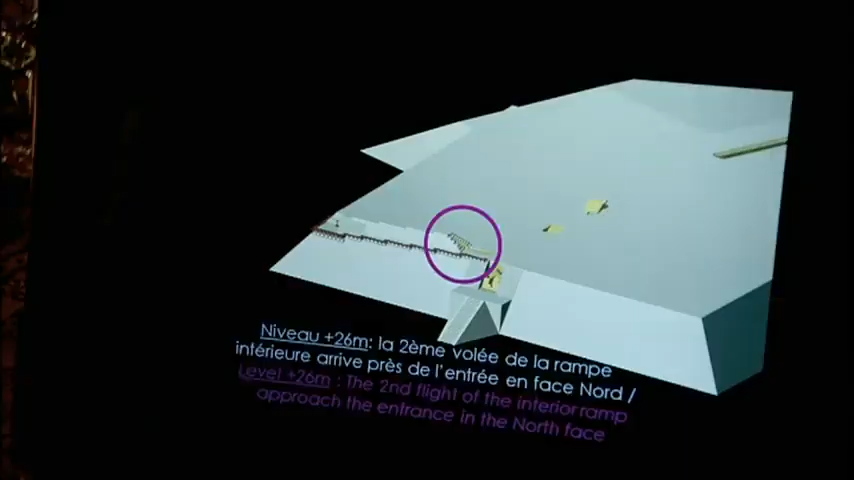 Niveau +26m: la 2ème volée de la rampe
intérieure arrive près de l'entrée en face Nord /
Level +26m : The 2nd flight of the interior ramp
approach the entrance in the North face